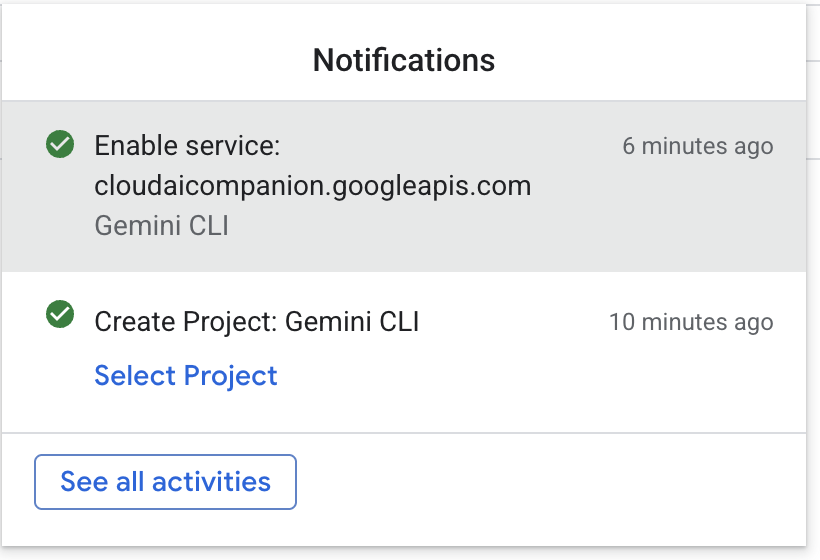 Notifications
Enable service:
6 minutes ago
cloudaicompanion.googleapis.com
Gemini CLI
Create Project: Gemini CLI
10 minutes ago
Select Project
See all activities